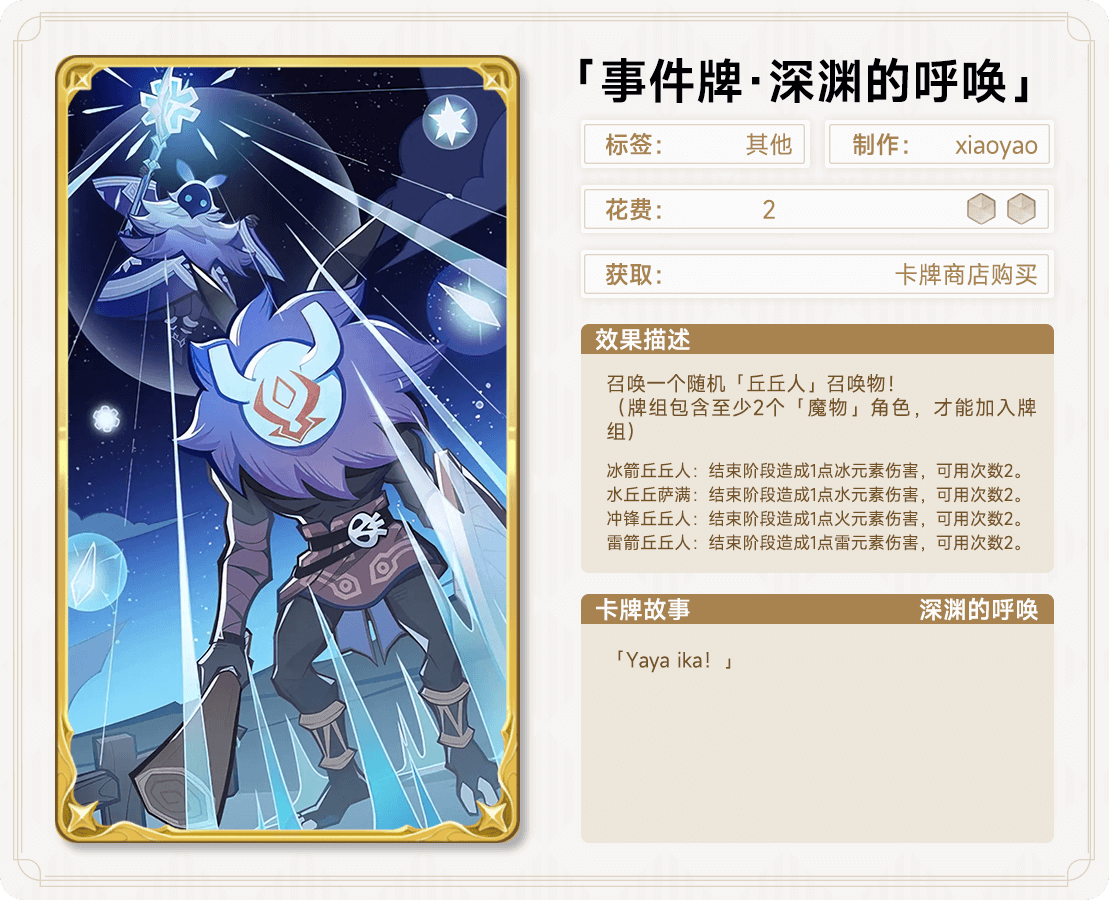 「事件牌·深渊的呼唤」
标签： 其他 制作： xiaoyao
花费： 2
获取： 卡牌商店购买
效果描述
召唤一个随机「丘丘人」召唤物！
（牌组包含至少2个「魔物」角色，才能加入牌
组）
冰箭丘丘人：结束阶段造成1点冰元素伤害，可用次数2。
水丘丘萨满：结束阶段造成1点水元素伤害，可用次数2。
冲锋丘丘人：结束阶段造成1点火元素伤害，可用次数2。
雷箭丘丘人：结束阶段造成1点雷元素伤害，可用次数2。
卡牌故事 深渊的呼唤
「Yaya ika！」